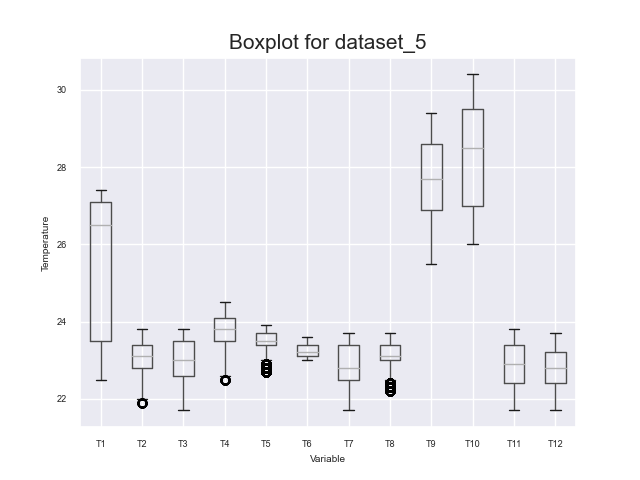 Boxplot for dataset_5
Temperature
30
28
26
24
22
T1 T2 T3 T4 T5 T6 T7 T8 T9 T10 T11 T12
Variable